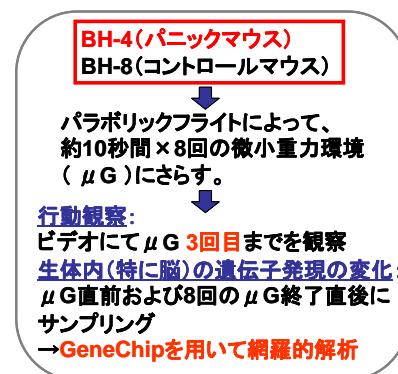 BH-4(パニックマウス)
BH-8(コントロールマウス)
パラボリックフライトによって、
約10秒間×8回の微小重力環境
( μG )にさらす。
行動観察:
ビデオにてμG 3回目までを観察
生体内(特に脳)の遺伝子発現の変化:
μG直前および8回のμG終了直後に
サンプリング
→GeneChipを用いて網羅的解析